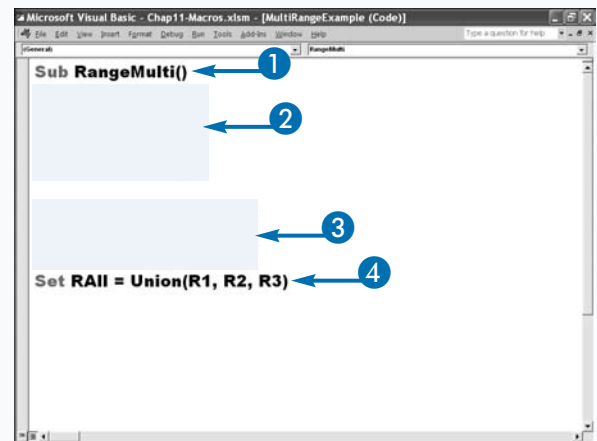 Microsoft Visual Basic - Chap11-Macros.xlsm - [MultiRangeExample (Code)]
File Edit View Insert Format Debug Run Tools Add-Ins Window Help Type a question for help
(General) RangeMulti
Sub RangeMulti() 1
2
3
Set RAll = Union(R1, R2, R3) 4